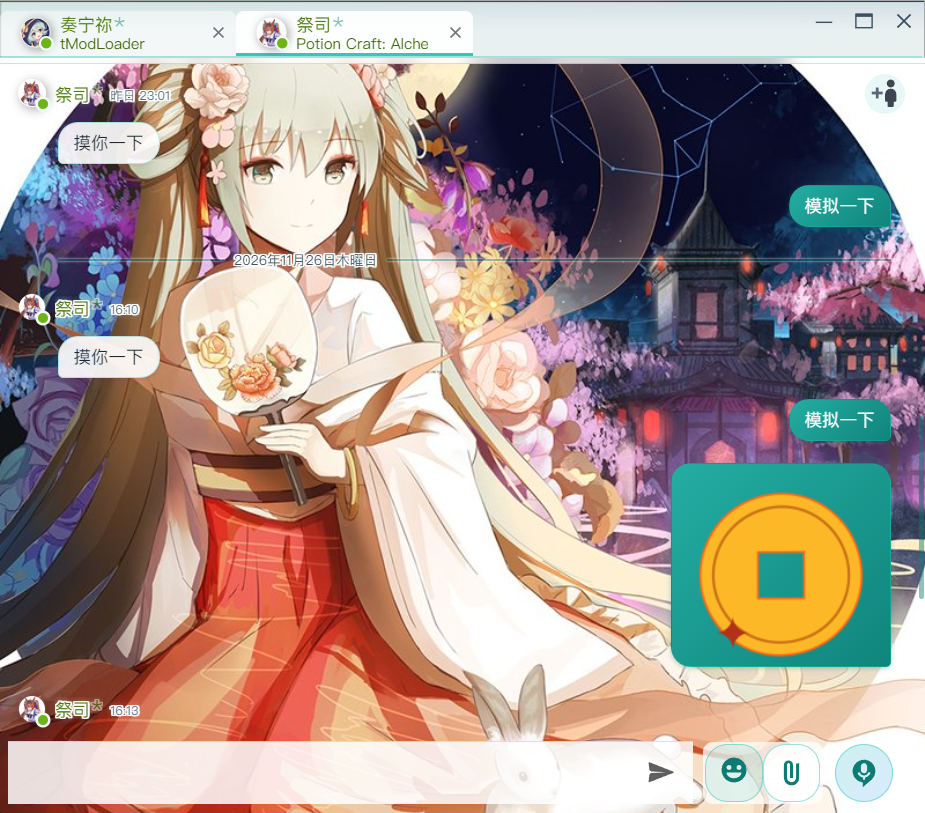 奏宁祢*
tModLoader
祭司*
Potion Craft: Alche
祭司* 昨日 23:01
摸你一下
模拟一下
2026年11月26日木曜日
祭司* 16:10
摸你一下
模拟一下
祭司* 16:13